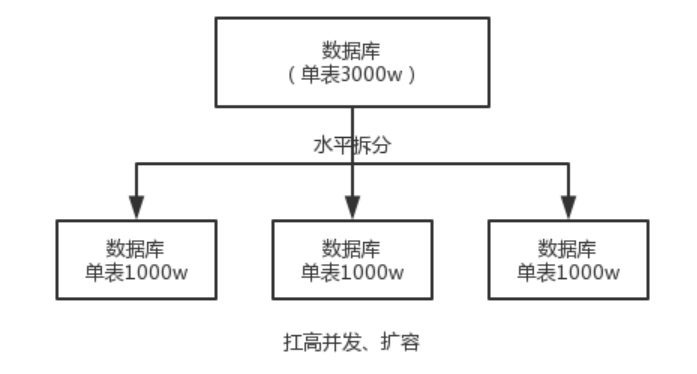 数据库
（单表3000w）
水平拆分
数据库
单表1000w
数据库
单表1000w
数据库
单表1000w
扛高并发、扩容